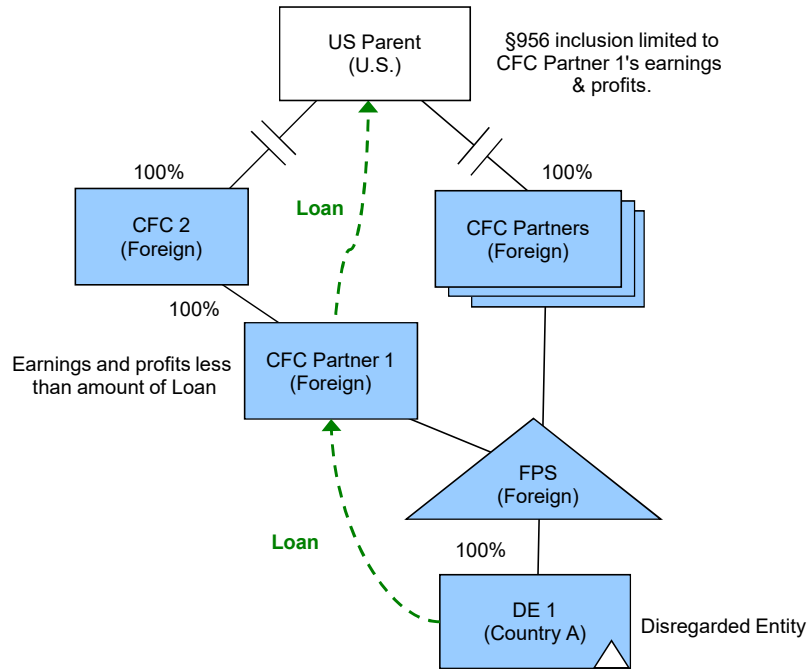 US Parent
(U.S.)
§956 inclusion limited to
CFC Partner 1's earnings
& profits.
100%
100%
Loan
CFC 2
(Foreign)
CFC Partners
(Foreign)
100%
Earnings and profits less
than amount of Loan
CFC Partner 1
(Foreign)
FPS
(Foreign)
Loan
100%
DE 1
(Country A)
Disregarded Entity